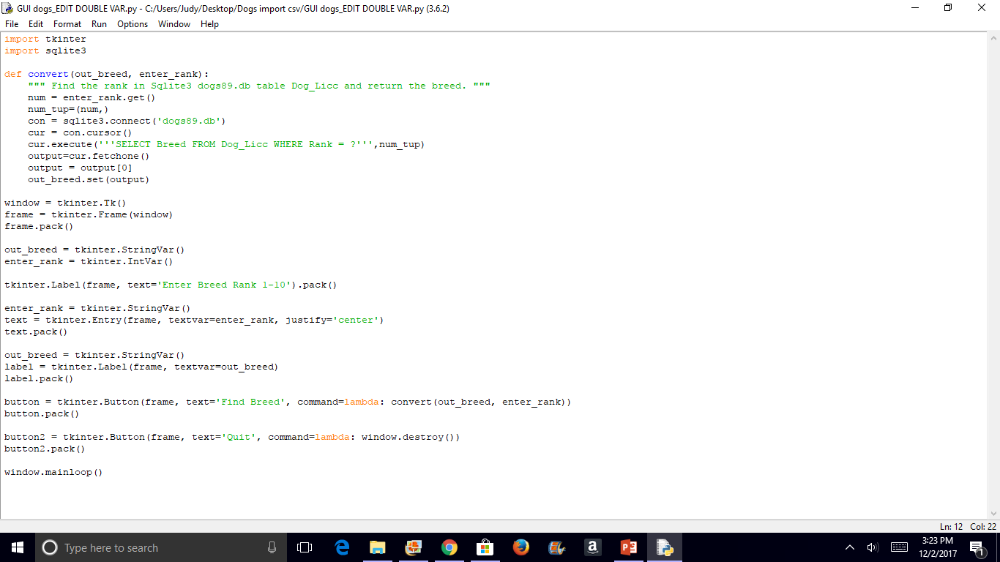 GUI dogs_EDIT DOUBLE VAR.py - C:/Users/Judy/Desktop/Dogs import csv/GUI dogs_EDIT DOUBLE VAR.py (3.6.2)
File Edit Format Run Options Window Help
import tkinter
import sqlite3

def convert(out_breed, enter_rank):
    """ Find the rank in Sqlite3 dogs89.db table Dog_Licc and return the breed. """
    num = enter_rank.get()
    num_tup=(num,)
    con = sqlite3.connect('dogs89.db')
    cur = con.cursor()
    cur.execute('''SELECT Breed FROM Dog_Licc WHERE Rank = ?''',num_tup)
    output=cur.fetchone()
    output = output[0]
    out_breed.set(output)

window = tkinter.Tk()
frame = tkinter.Frame(window)
frame.pack()

out_breed = tkinter.StringVar()
enter_rank = tkinter.IntVar()

tkinter.Label(frame, text='Enter Breed Rank 1-10').pack()

enter_rank = tkinter.StringVar()
text = tkinter.Entry(frame, textvar=enter_rank, justify='center')
text.pack()

out_breed = tkinter.StringVar()
label = tkinter.Label(frame, textvar=out_breed)
label.pack()

button = tkinter.Button(frame, text='Find Breed', command=lambda: convert(out_breed, enter_rank))
button.pack()

button2 = tkinter.Button(frame, text='Quit', command=lambda: window.destroy())
button2.pack()

window.mainloop()
Ln: 12 Col: 22
Type here to search
3:23 PM
12/2/2017
1